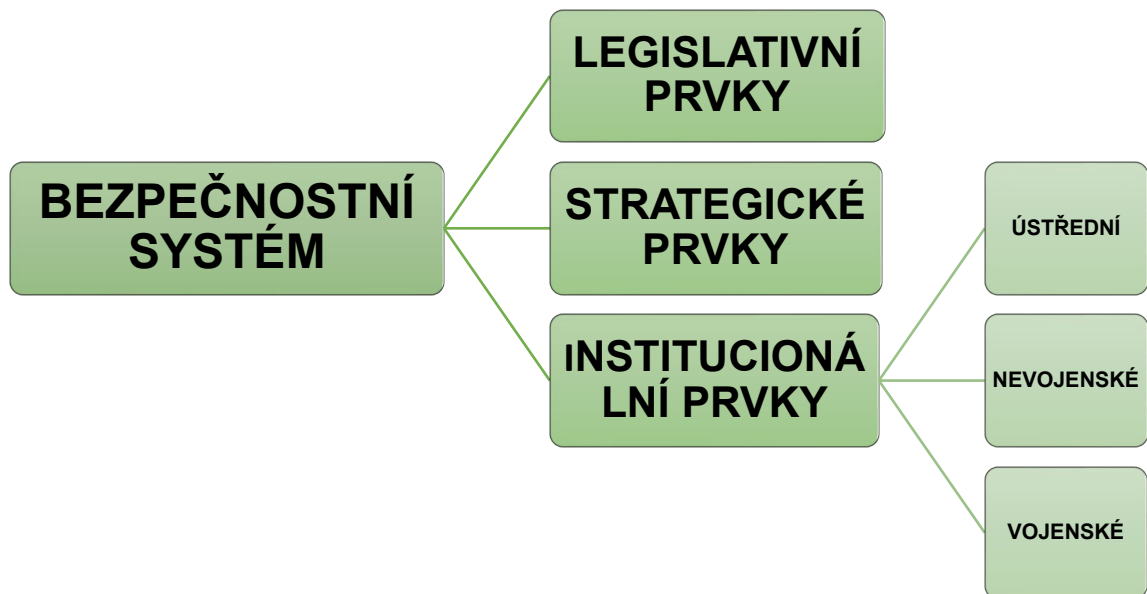 LEGISLATIVNÍ
PRVKY
BEZPEČNOSTNÍ
SYSTÉM
STRATEGICKÉ
PRVKY
INSTITUCIONÁ
LNÍ PRVKY
ÚSTŘEDNÍ
NEVOJENSKÉ
VOJENSKÉ